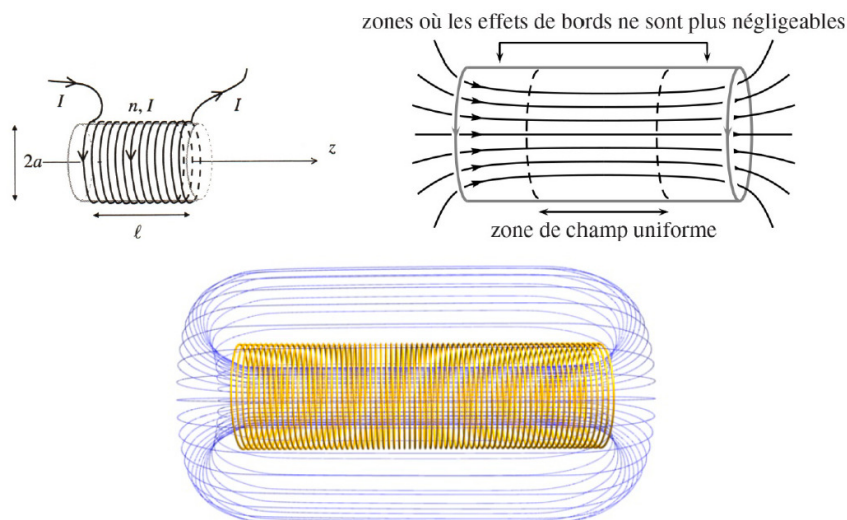 zones où les effets de bords ne sont plus négligeables
I
n, I
I
2a
z
ℓ
zone de champ uniforme